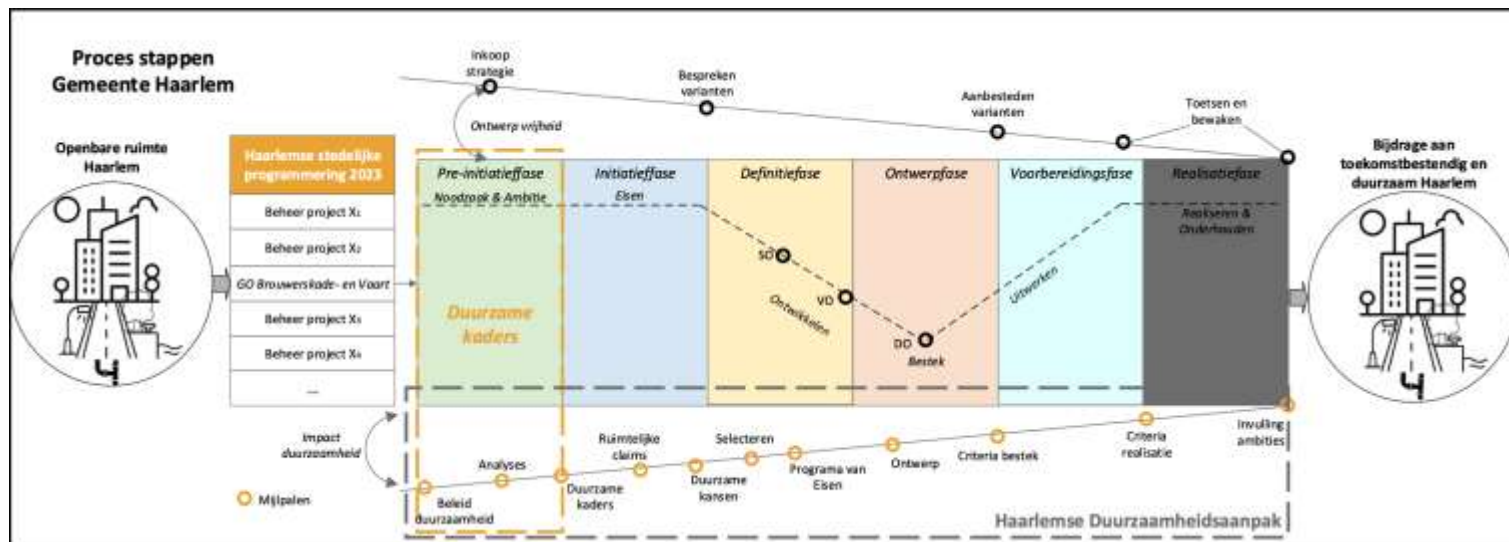 Proces stappen
Gemeente Haarlem
Inkoop
strategie
Bespreken
varianten
Aanbesteden
varianten
Toetsen en
bewaken
Ontwerp vrijheid
Openbare ruimte
Haarlem
Haarlemse stedelijke
programmering 2023
Beheer project X1
Beheer project X2
GO Brouwerskade- en Vaart
Beheer project X3
Beheer project X4
....
Pre-initiatieffase
Noodzaak & Ambitie
Duurzame
kaders
Initiatieffase
Eisen
Definitiefase
SO
VO
Ontwikkelen
Ontwerpfase
DO
Bestek
Voorbereidingsfase
Uitwerken
Realisatiefase
Realiseren &
Onderhouden
Bijdrage aan
toekomstbestendig en
duurzaam Haarlem
Impact
duurzaamheid
Mijlpalen
Beleid
duurzaamheid
Analyses
Duurzame
kaders
Ruimtelijke
claims
Duurzame
kansen
Selecteren
Programa van
Eisen
Ontwerp
Criteria bestek
Criteria
realisatie
Invulling
ambities
Haarlemse Duurzaamheidsaanpak